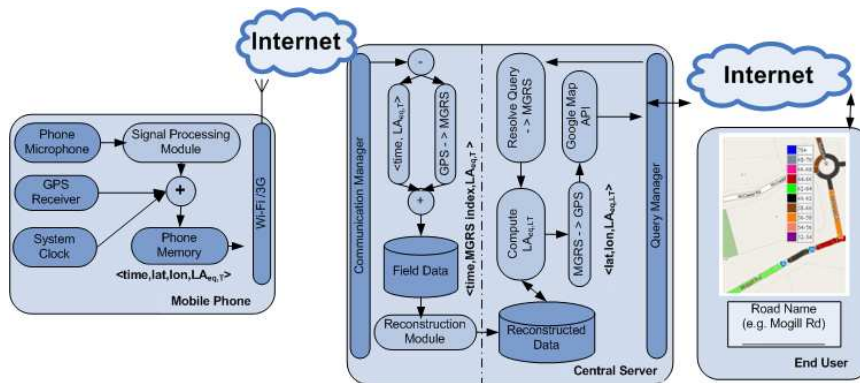 Internet
Phone
Microphone
Signal Processing
Module
GPS
Receiver
+
System
Clock
Phone
Memory
<time,lat,lon,LAeq,T>
Mobile Phone
Wi-Fi /3G
Communication Manager
-
<time, LAeq,T>
GPS -> MGRS
+
Field Data
<time,MGRS index,LAeq,T>
Reconstruction
Module
Resolve Query
-> MGRS
Google Map
API
Compute
LAeq,LT
MGRS -> GPS
<lat,lon,LAeq,LT>
Reconstructed
Data
Central Server
Query Manager
Internet
70+
Road Name
(e.g. Mogill Rd)
End User